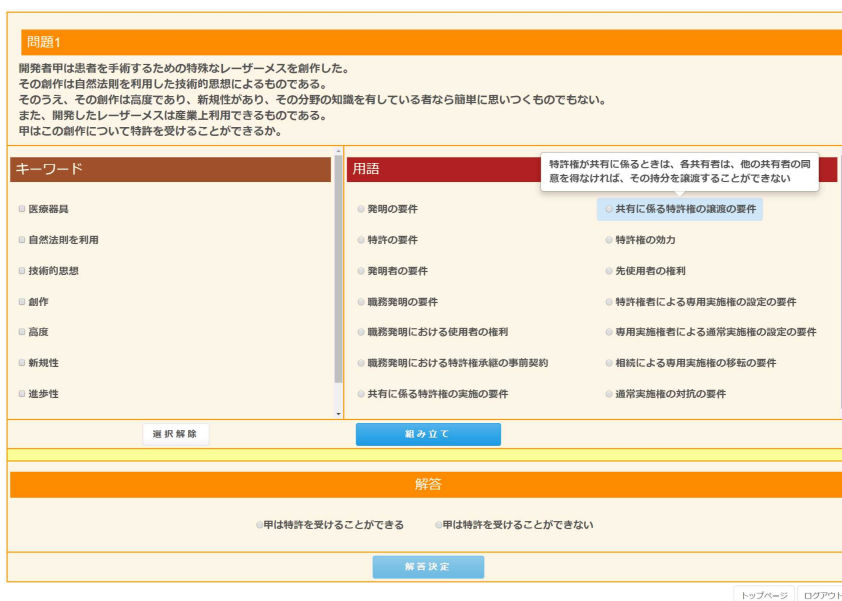 問題1
開発者甲は患者を手術するための特殊なレーザーメスを創作した。
その創作は自然法則を利用した技術的思想によるものである。
そのうえ、その創作は高度であり、新規性があり、その分野の知識を有している者なら簡単に思いつくものでもない。
また、開発したレーザーメスは産業上利用できるものである。
甲はこの創作について特許を受けることができるか。
キーワード
医療器具
自然法則を利用
技術的思想
創作
高度
新規性
進歩性
選択解除
用語
特許権が共有に係るときは、各共有者は、他の共有者の同
意を得なければ、その持分を譲渡することができない
発明の要件
共有に係る特許権の譲渡の要件
特許の要件
特許権の効力
発明者の要件
先使用者の権利
職務発明の要件
特許権者による専用実施権の設定の要件
職務発明における使用者の権利
専用実施権者による通常実施権の設定の要件
職務発明における特許権承継の事前契約
相続による専用実施権の移転の要件
共有に係る特許権の実施の要件
通常実施権の対抗の要件
組み立て
解答
甲は特許を受けることができる
甲は特許を受けることができない
解答決定
トップページ
ログアウト